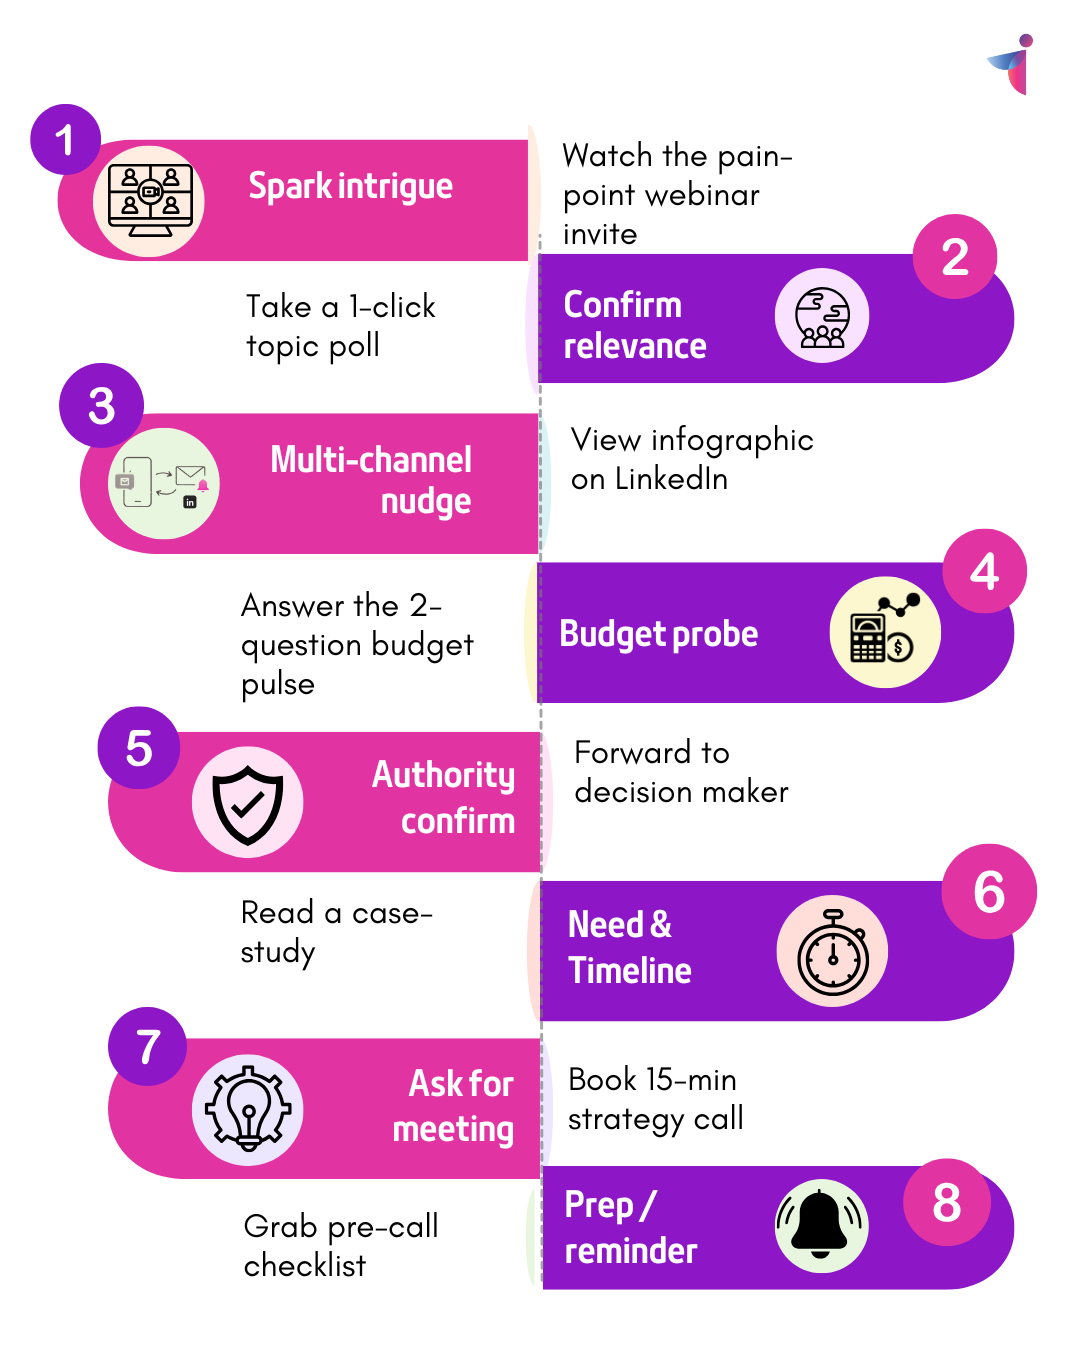 1
Spark intrigue
Watch the pain-
point webinar
invite
2
Confirm
relevance
Take a 1-click
topic poll
3
Multi-channel
nudge
in
View infographic
on LinkedIn
4
Budget probe
$
Answer the 2-
question budget
pulse
5
Authority
confirm
Forward to
decision maker
6
Need &
Timeline
Read a case-
study
7
Ask for
meeting
Book 15-min
strategy call
8
Prep /
reminder
Grab pre-call
checklist